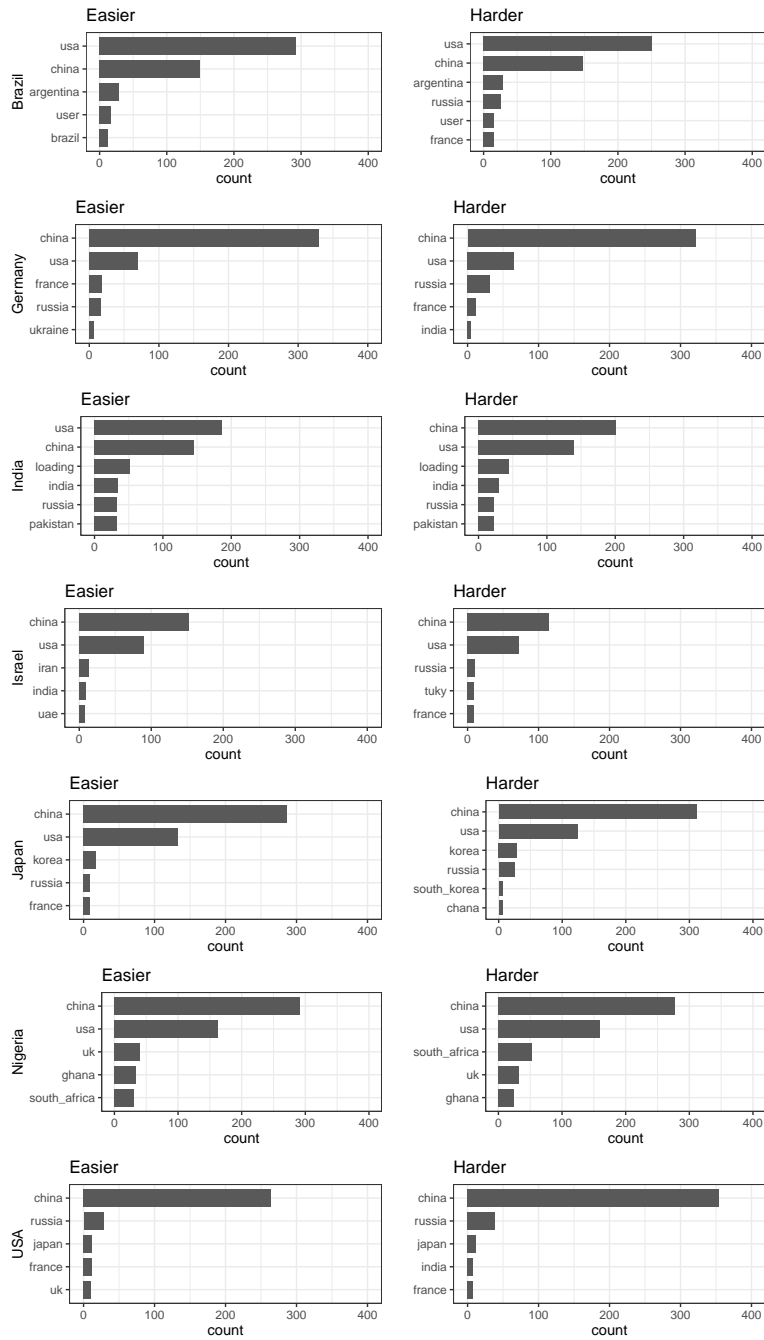 Easier
Brazil
usa
china
argentina
user
brazil
0 100 200 300 400
count
Harder
usa
china
argentina
russia
user
france
0 100 200 300 400
count
Easier
Germany
china
usa
france
russia
ukraine
0 100 200 300 400
count
Harder
china
usa
russia
france
india
0 100 200 300 400
count
Easier
India
usa
china
loading
india
russia
pakistan
0 100 200 300 400
count
Harder
china
usa
loading
india
russia
pakistan
0 100 200 300 400
count
Easier
Israel
china
usa
iran
india
uae
0 100 200 300 400
count
Harder
china
usa
russia
tuky
france
0 100 200 300 400
count
Easier
Japan
china
usa
korea
russia
france
0 100 200 300 400
count
Harder
china
usa
korea
russia
south_korea
chana
0 100 200 300 400
count
Easier
Nigeria
china
usa
uk
ghana
south_africa
0 100 200 300 400
count
Harder
china
usa
south_africa
uk
ghana
0 100 200 300 400
count
Easier
USA
china
russia
japan
france
uk
0 100 200 300 400
count
Harder
china
russia
japan
india
france
0 100 200 300 400
count